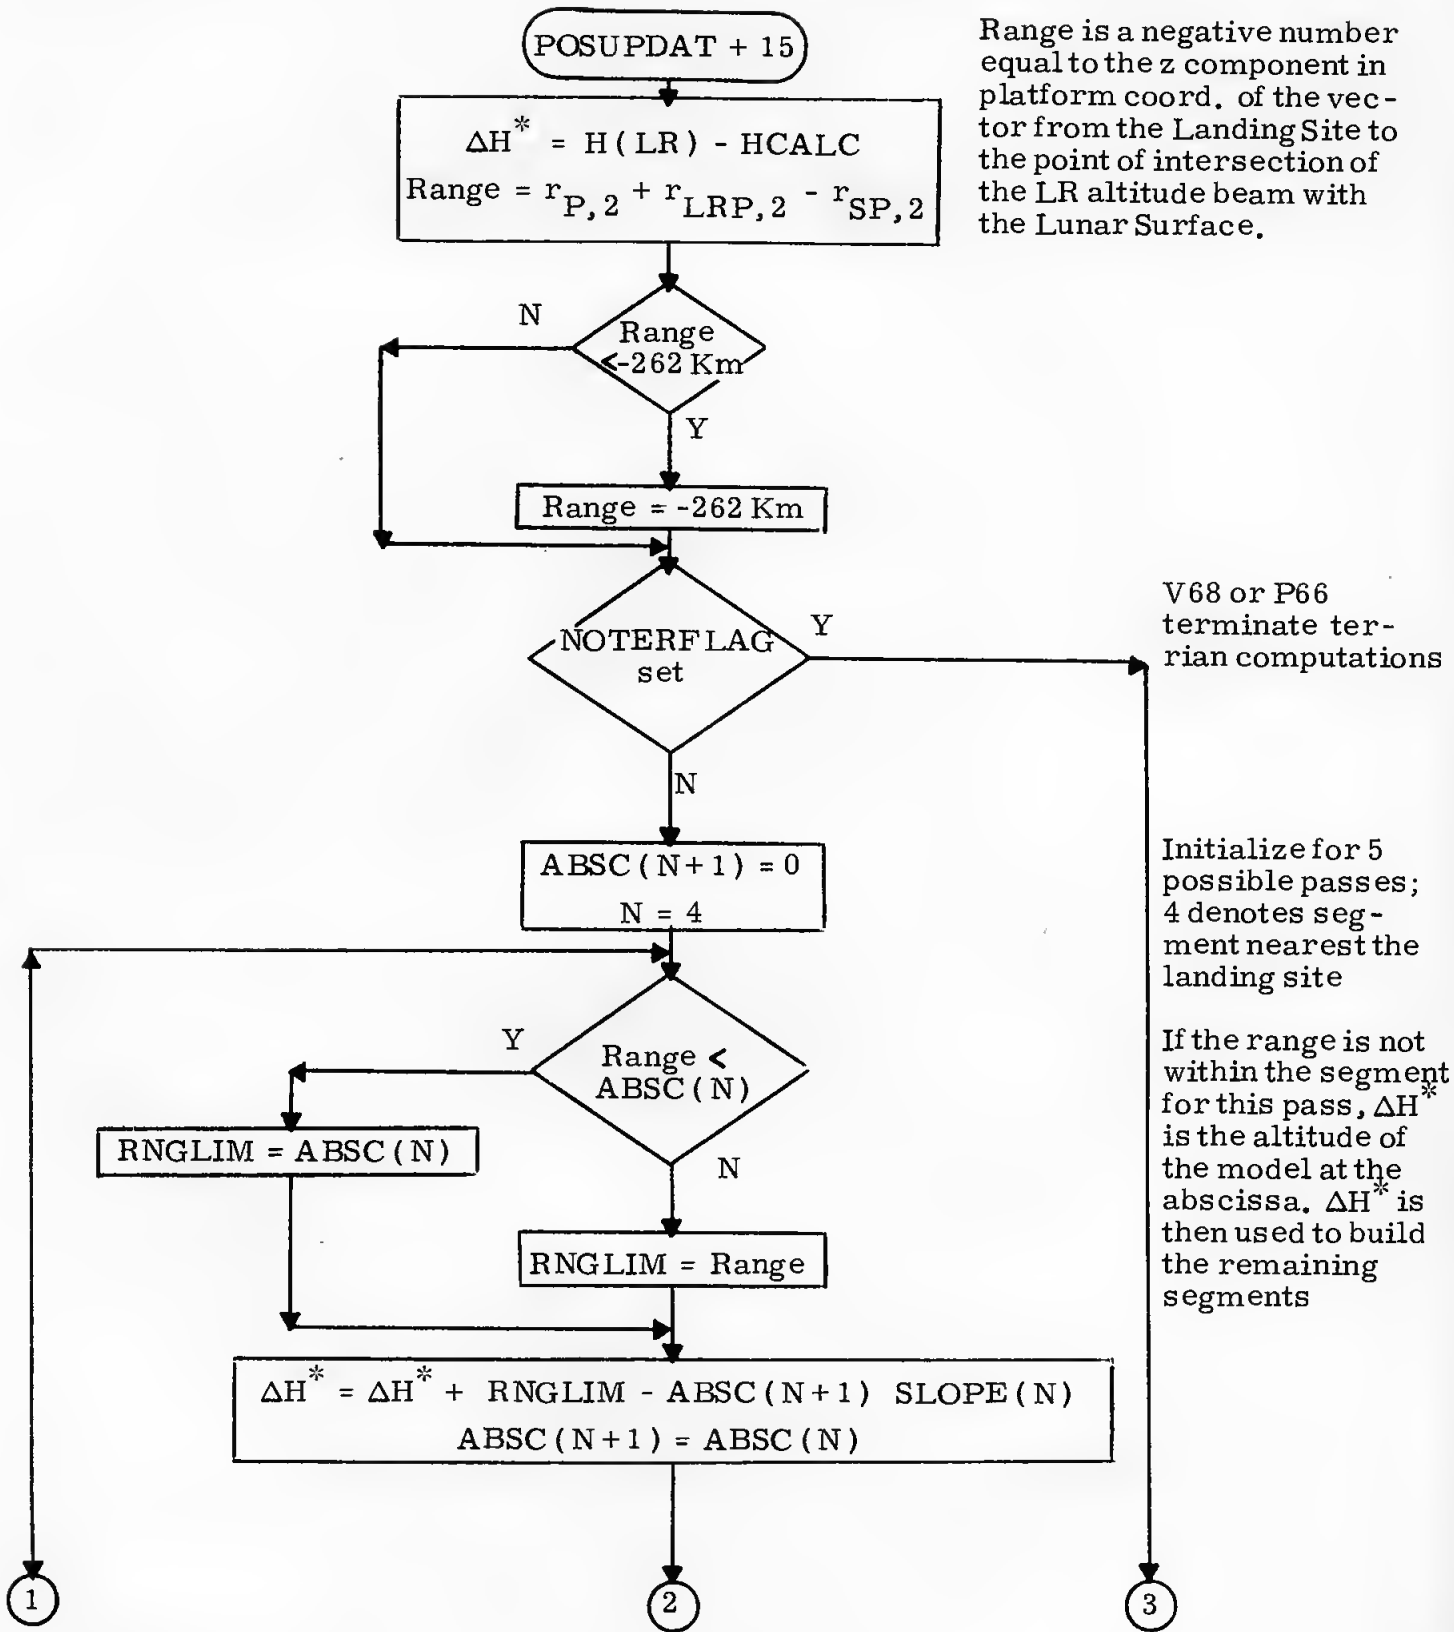 POSUPDAT + 15
Range is a negative number
equal to the z component in
platform coord. of the vec-
tor from the Landing Site to
the point of intersection of
the LR altitude beam with
the Lunar Surface.
ΔH* = H(LR) - HCALC
Range = r P,2 + r LRP,2 - r SP,2
N
Range
<-262 Km
Y
Range = -262 Km
NOTERFLAG
set
Y
V68 or P66
terminate ter-
rian computations
N
ABSC(N+1) = 0
N = 4
Initialize for 5
possible passes;
4 denotes seg-
ment nearest the
landing site
Y
Range <
ABSC(N)
If the range is not
within the segment
for this pass, ΔH*
is the altitude of
the model at the
abscissa. ΔH* is
then used to build
the remaining
segments
RNGLIM = ABSC(N)
N
RNGLIM = Range
ΔH* = ΔH* + RNGLIM - ABSC(N+1) SLOPE(N)
ABSC(N+1) = ABSC(N)
1
2
3